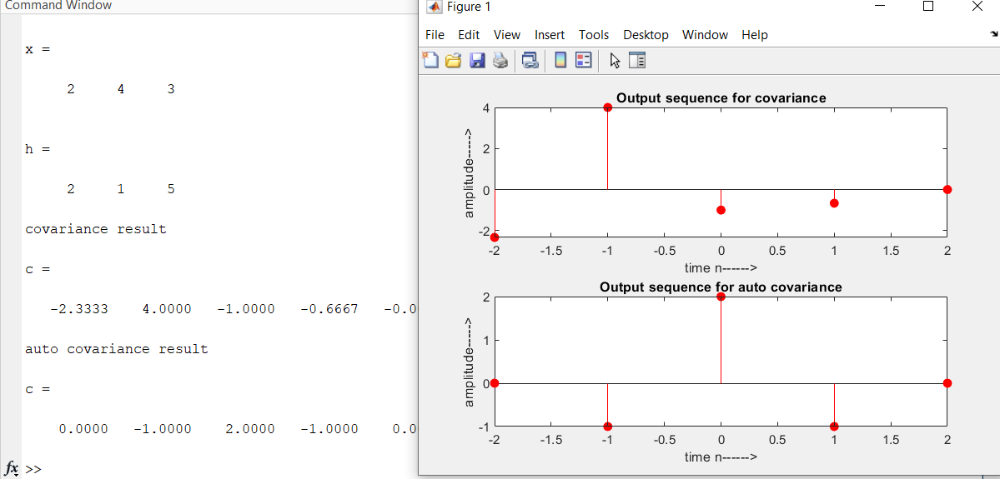 Command Window
x =
2 4 3
h =
2 1 5
covariance result
c =
-2.3333 4.0000 -1.0000 -0.6667 -0.0
auto covariance result
c =
0.0000 -1.0000 2.0000 -1.0000 0.0
fx >>
Figure 1
File Edit View Insert Tools Desktop Window Help
Output sequence for covariance
4
2
0
-2
amplitude----->
-2 -1.5 -1 -0.5 0 0.5 1 1.5 2
time n------>
Output sequence for auto covariance
2
1
0
-1
amplitude----->
-2 -1.5 -1 -0.5 0 0.5 1 1.5 2
time n------>